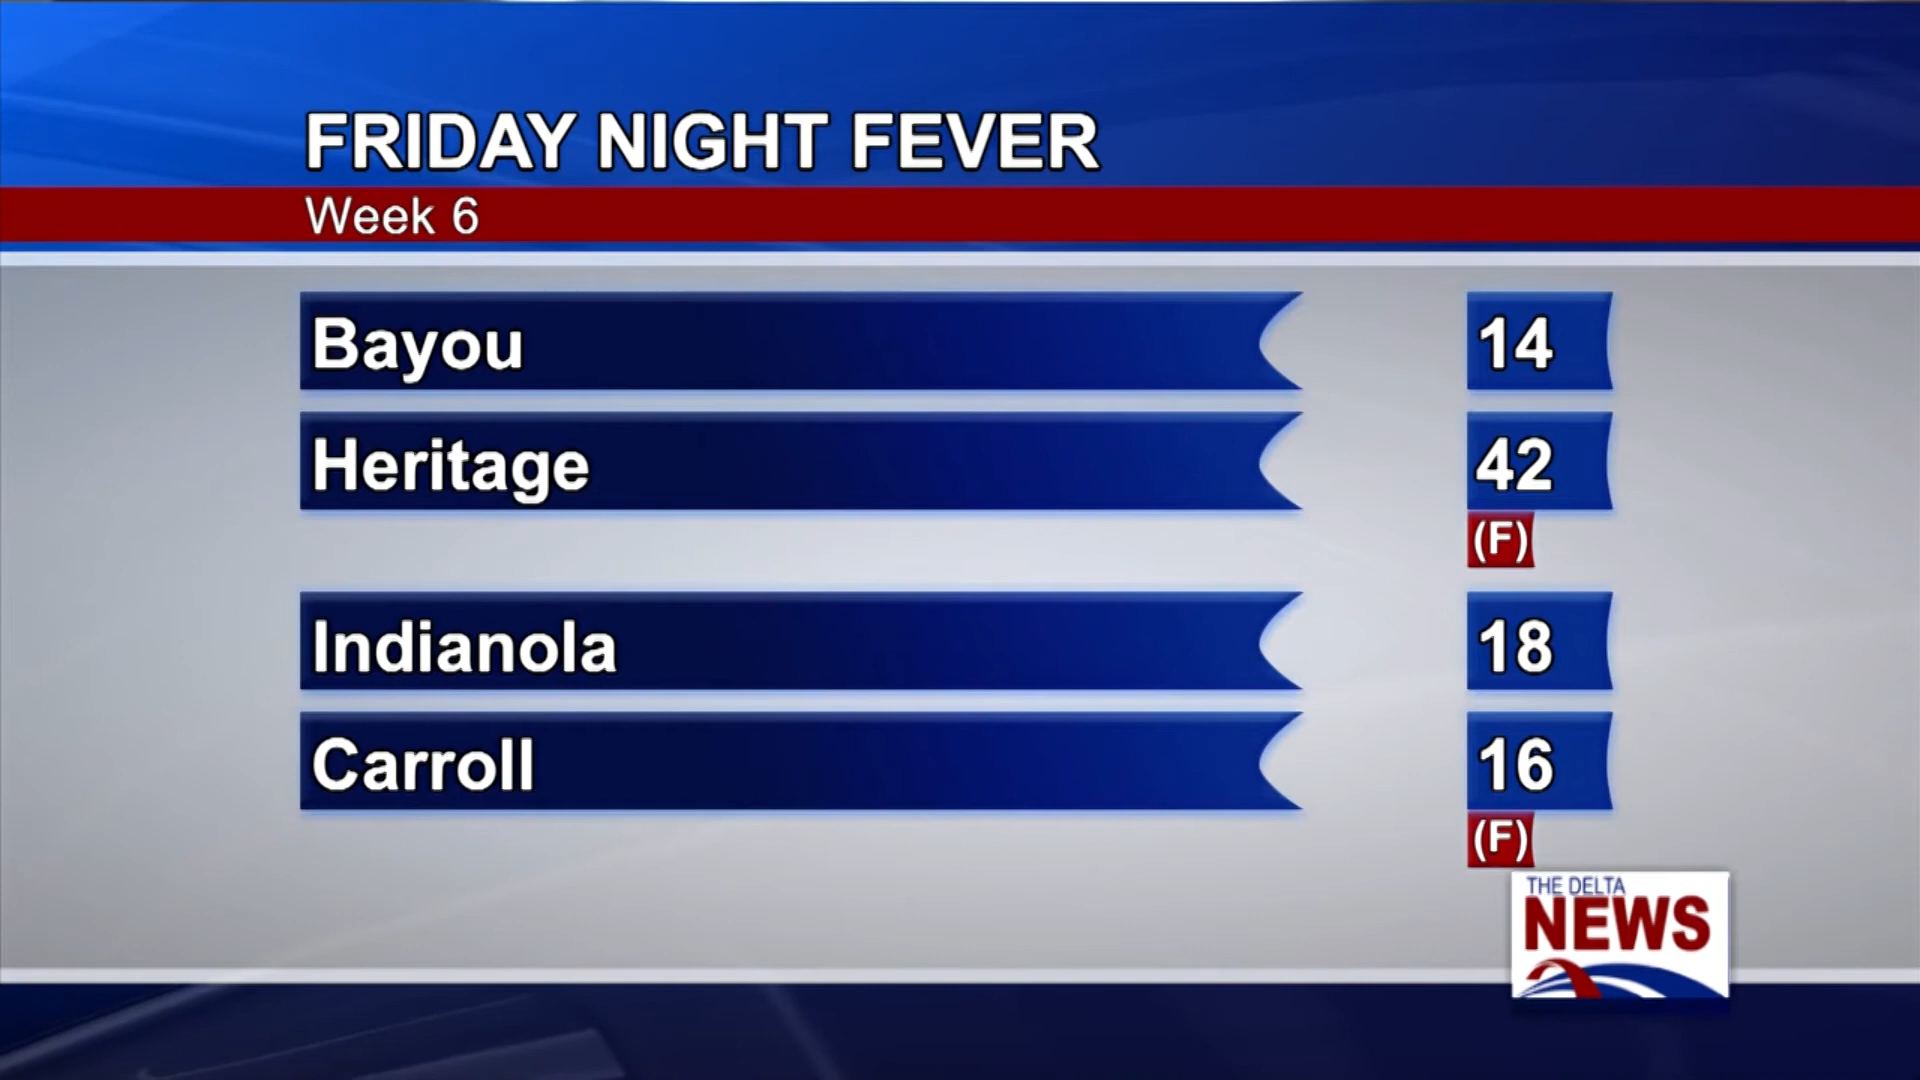 FRIDAY NIGHT FEVER
Week 6
Bayou 14
Heritage 42
(F)
Indianola 18
Carroll 16
(F)
THE DELTA
NEWS